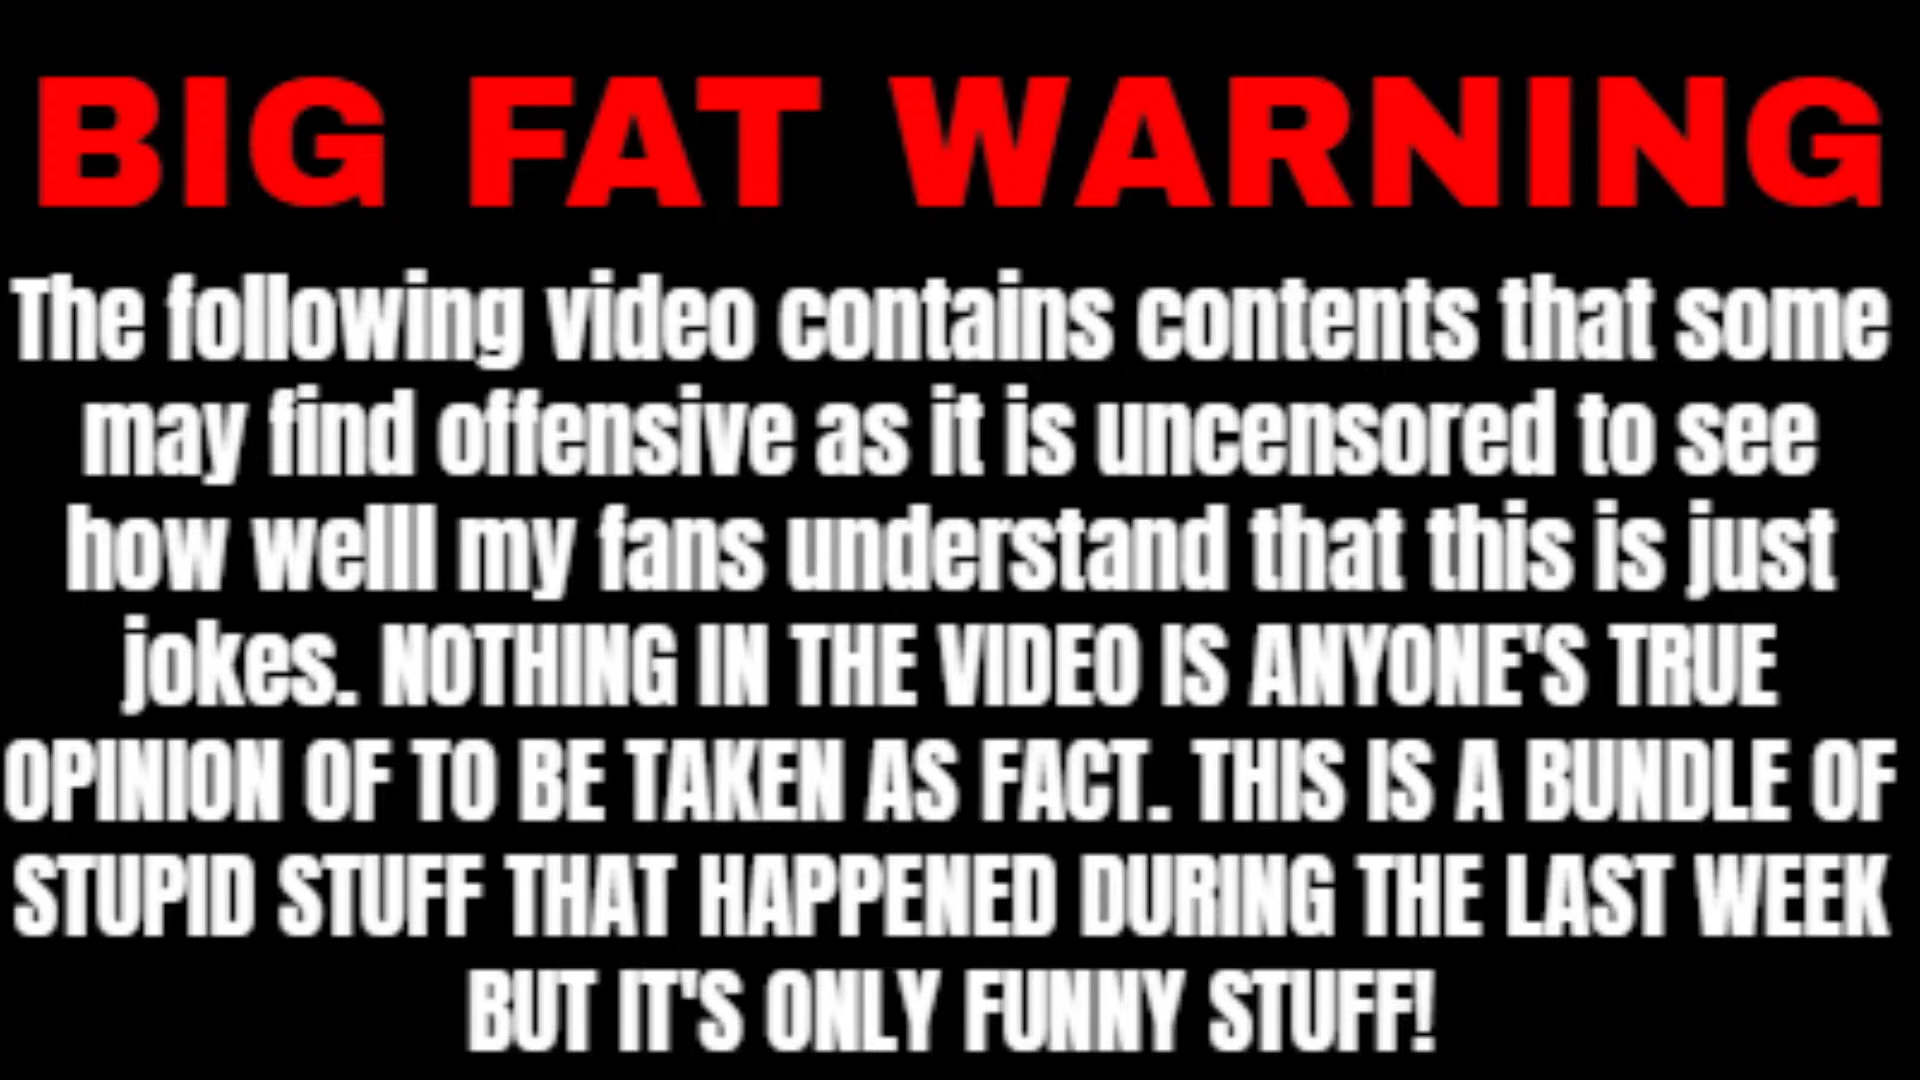 BIG FAT WARNING
The following video contains contents that some
may find offensive as it is uncensored to see
how welll my fans understand that this is just
jokes. NOTHING IN THE VIDEO IS ANYONE'S TRUE
OPINION OF TO BE TAKEN AS FACT. THIS IS A BUNDLE OF
STUPID STUFF THAT HAPPENED DURING THE LAST WEEK
BUT IT'S ONLY FUNNY STUFF!